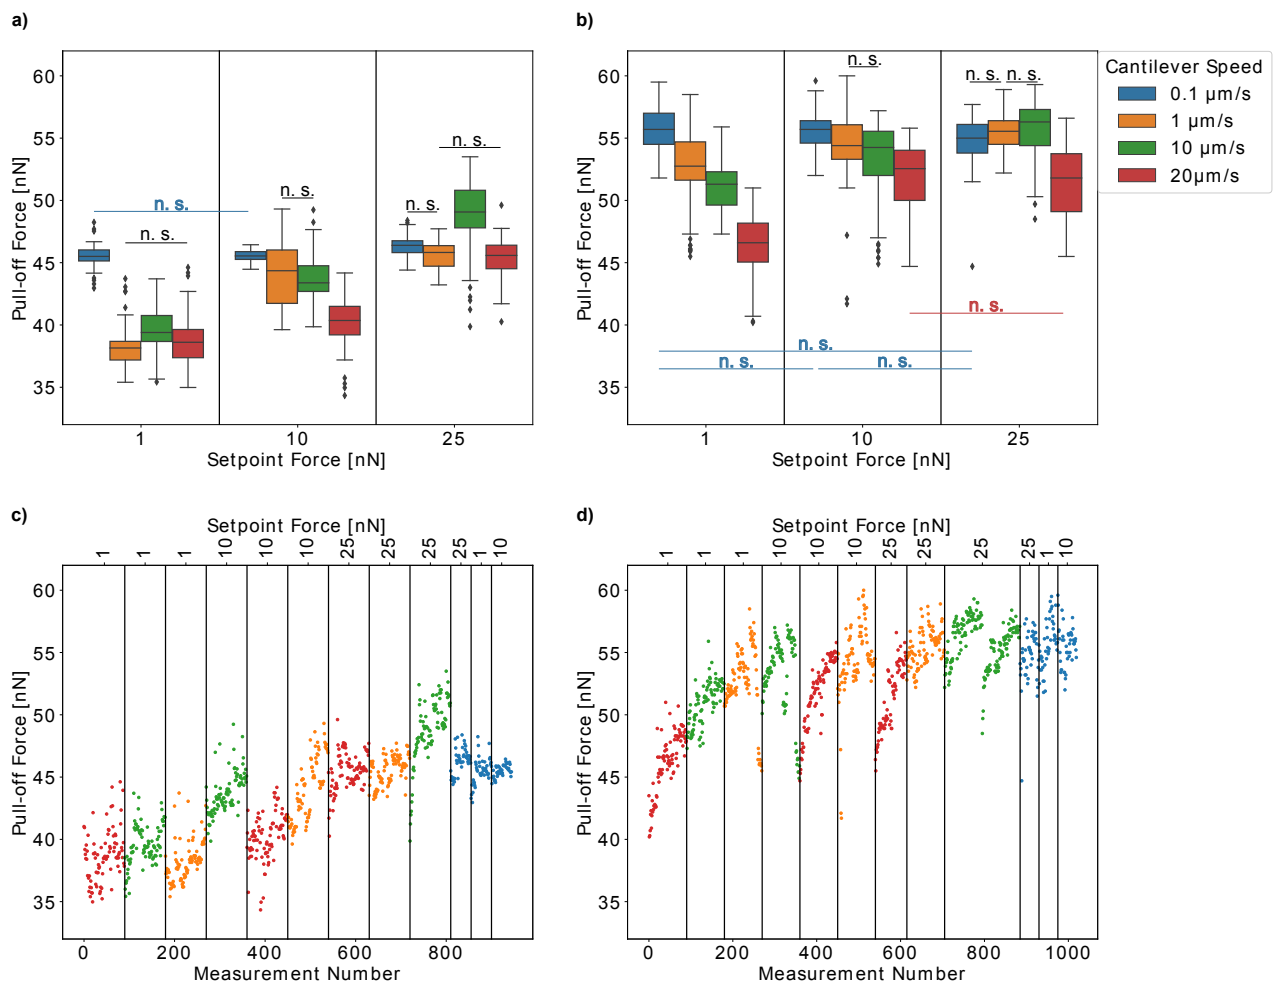 a)
b)
60
55
50
45
40
35
Pull-off Force [nN]
n. s.
n. s.
n. s.
n. s.
n. s.
1
10
25
Setpoint Force [nN]
60
55
50
45
40
35
Pull-off Force [nN]
n. s.
n. s.
n. s.
n. s.
n. s.
n. s.
n. s.
1
10
25
Setpoint Force [nN]
Cantilever Speed
0.1 µm/s
1 µm/s
10 µm/s
20µm/s
c)
Setpoint Force [nN]
1
1
1
10
10
10
25
25
25
25
1
10
60
55
50
45
40
35
Pull-off Force [nN]
0
200
400
600
800
Measurement Number
d)
Setpoint Force [nN]
1
1
1
10
10
10
25
25
25
25
1
10
60
55
50
45
40
35
Pull-off Force [nN]
0
200
400
600
800
1000
Measurement Number